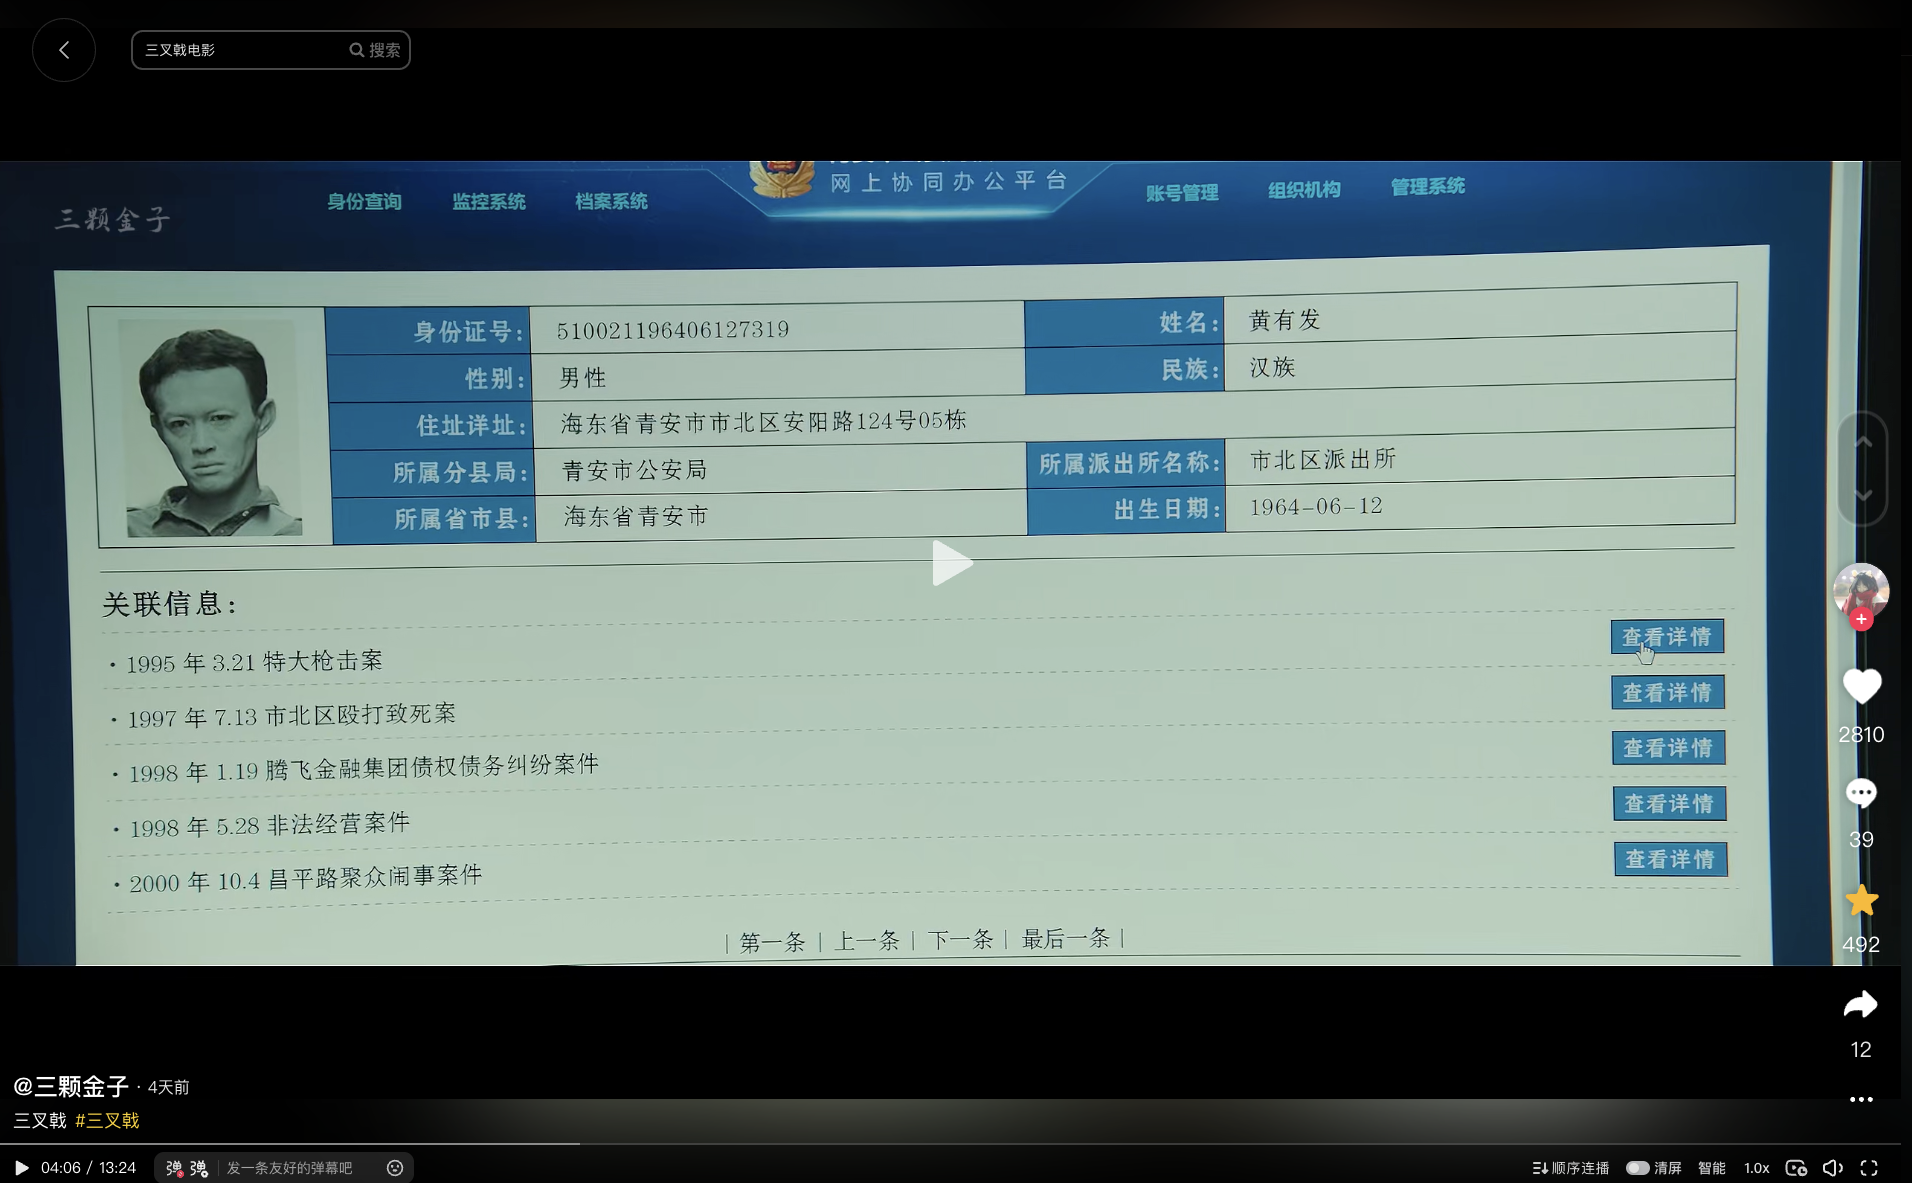 三叉戟电影 搜索
网上协同办公平台
身份查询 监控系统 档案系统 账号管理 组织机构 管理系统
三颗金子
身份证号: 510021196406127319 姓名: 黄有发
性别: 男性 民族: 汉族
住址详址: 海东省青安市市北区安阳路124号05栋
所属分县局: 青安市公安局 所属派出所名称: 市北区派出所
所属省市县: 海东省青安市 出生日期: 1964-06-12
关联信息:
· 1995 年 3.21 特大枪击案 查看详情
· 1997 年 7.13 市北区殴打致死案 查看详情
· 1998 年 1.19 腾飞金融集团债权债务纠纷案件 查看详情
· 1998 年 5.28 非法经营案件 查看详情
· 2000 年 10.4 昌平路聚众闹事案件 查看详情
| 第一条 | 上一条 | 下一条 | 最后一条 |
2810
39
492
12
@三颗金子 · 4天前
三叉戟 #三叉戟
04:06 / 13:24 弹 弹 发一条友好的弹幕吧 顺序连播 清屏 智能 1.0x